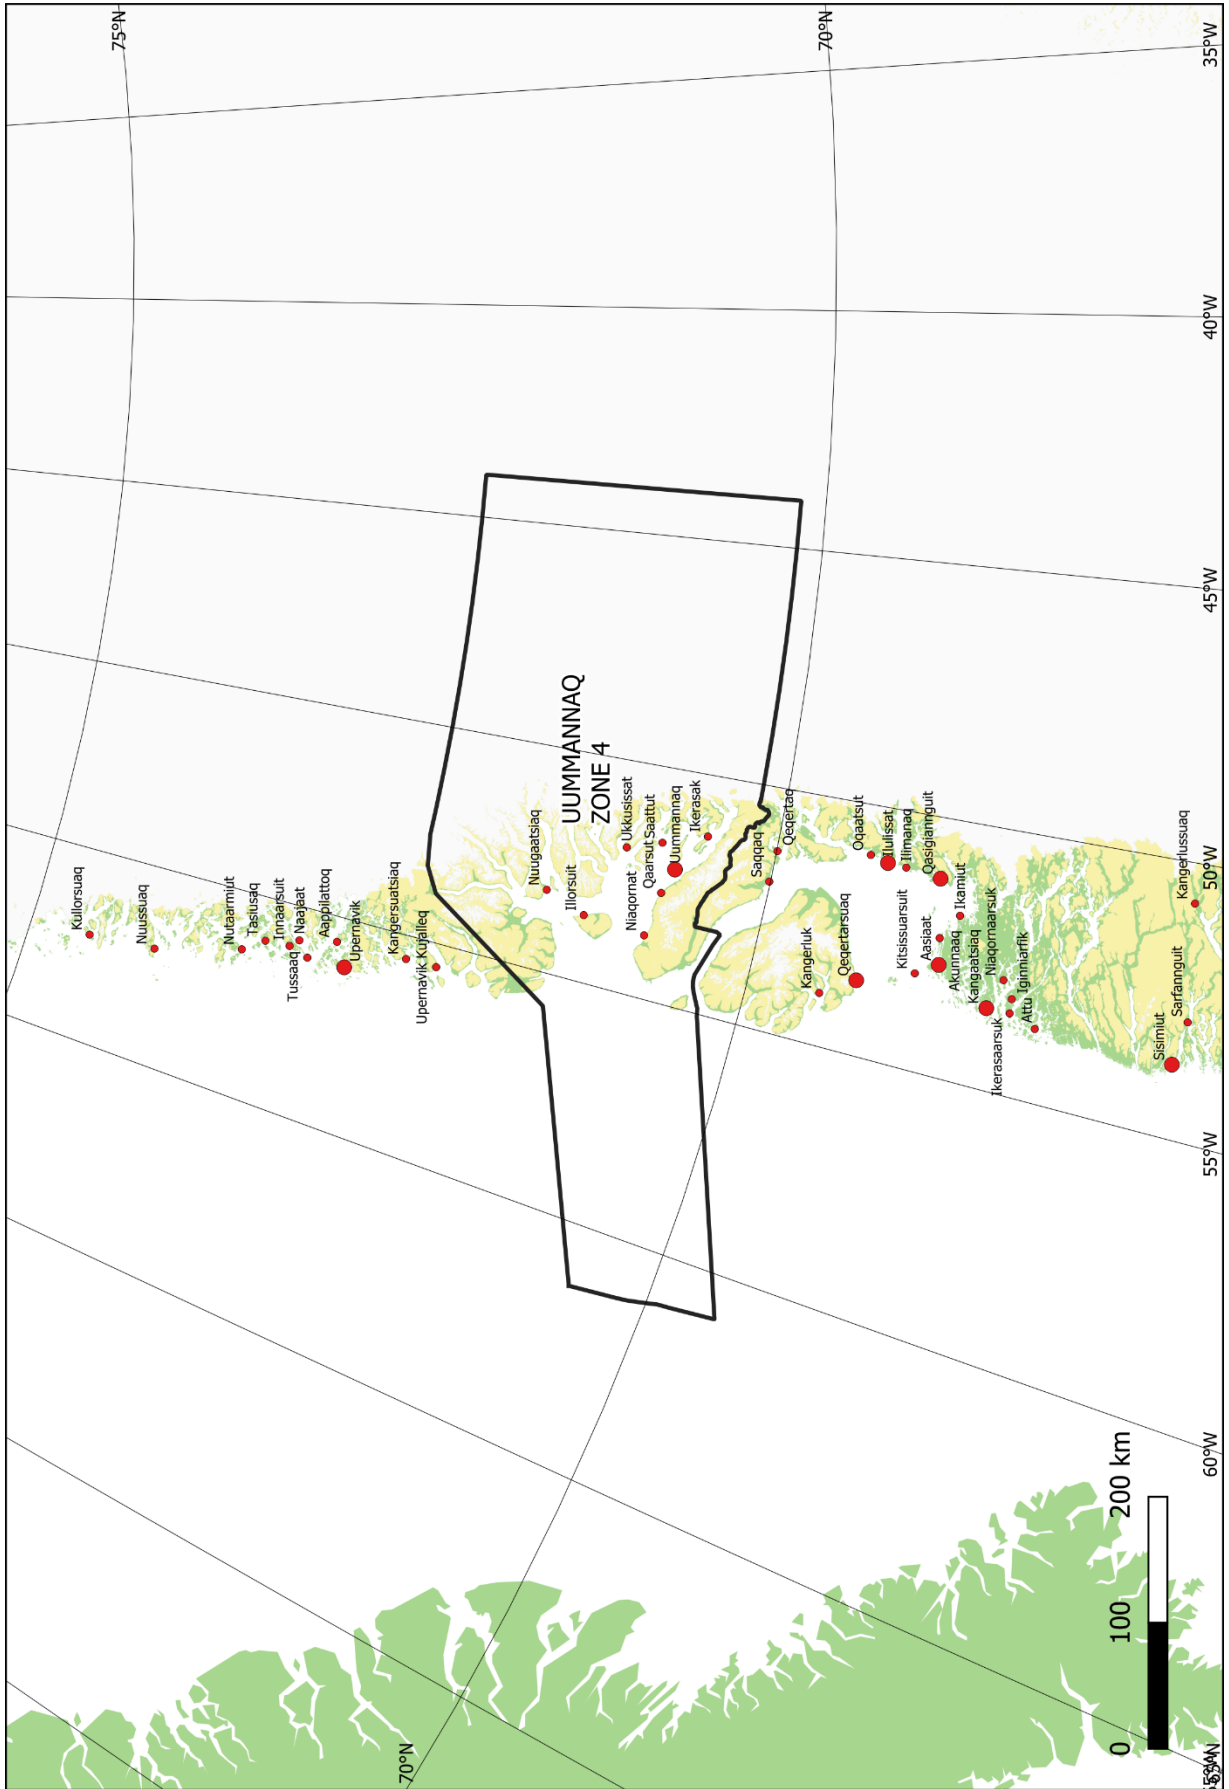 75°N
70°N
35°W
40°W
45°W
50°W
55°W
60°W
70°N
Kullorsuaq
Nuussuaq
Nutaarmiut
Tasiusaq
Innaarsuit
Naajaat
Tussaaq
Aappilattoq
Upernavik
Kangersuatsiaq
Upernavik Kujalleq
UUMMANNAQ
ZONE 4
Nuugaatsiaq
Illorsuit
Ukkusissat
Niaqornat
Qaarsut
Saattut
Uummannaq
Ikerasak
Saqqaq
Qeqertaq
Kangerluk
Qeqertarsuaq
Oqaatsut
Ilulissat
Ilimanaq
Qasigiannguit
Kitsissuarsuit
Aasiaat
Akunnaaq
Ikamiut
Kangaatsiaq
Niaqornaarsuk
Ikerasaarsuk
Iginniarfik
Attu
Sisimiut
Sarfannguit
Kangerlussuaq
0 100 200 km